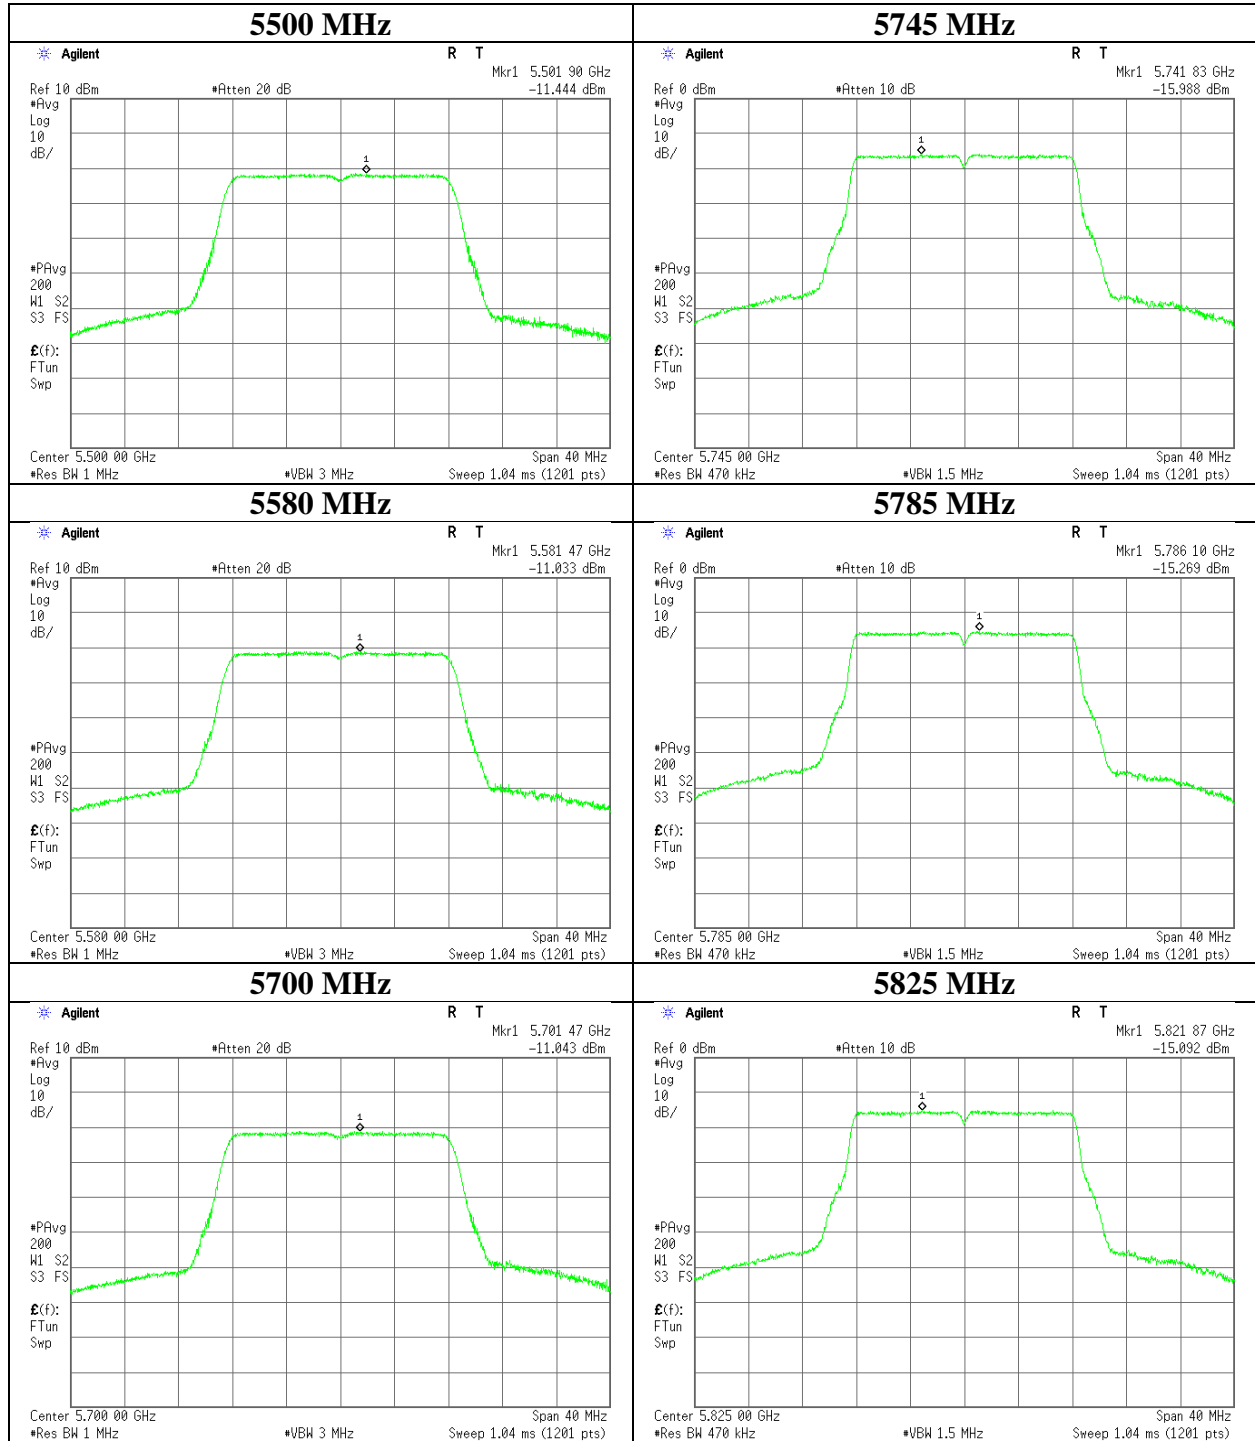 5500 MHz
Agilent R T
Mkr1 5.501 90 GHz
Ref 10 dBm #Atten 20 dB -11.444 dBm
#Avg
Log
10
dB/
1
#PAvg
200
W1 S2
S3 FS
£(f):
FTun
Swp
Center 5.500 00 GHz Span 40 MHz
#Res BW 1 MHz #VBW 3 MHz Sweep 1.04 ms (1201 pts)
5745 MHz
Agilent R T
Mkr1 5.741 83 GHz
Ref 0 dBm #Atten 10 dB -15.988 dBm
#Avg
Log
10
dB/
1
#PAvg
200
W1 S2
S3 FS
£(f):
FTun
Swp
Center 5.745 00 GHz Span 40 MHz
#Res BW 470 kHz #VBW 1.5 MHz Sweep 1.04 ms (1201 pts)
5580 MHz
Agilent R T
Mkr1 5.581 47 GHz
Ref 10 dBm #Atten 20 dB -11.033 dBm
#Avg
Log
10
dB/
1
#PAvg
200
W1 S2
S3 FS
£(f):
FTun
Swp
Center 5.580 00 GHz Span 40 MHz
#Res BW 1 MHz #VBW 3 MHz Sweep 1.04 ms (1201 pts)
5785 MHz
Agilent R T
Mkr1 5.786 10 GHz
Ref 0 dBm #Atten 10 dB -15.269 dBm
#Avg
Log
10
dB/
1
#PAvg
200
W1 S2
S3 FS
£(f):
FTun
Swp
Center 5.785 00 GHz Span 40 MHz
#Res BW 470 kHz #VBW 1.5 MHz Sweep 1.04 ms (1201 pts)
5700 MHz
Agilent R T
Mkr1 5.701 47 GHz
Ref 10 dBm #Atten 20 dB -11.043 dBm
#Avg
Log
10
dB/
1
#PAvg
200
W1 S2
S3 FS
£(f):
FTun
Swp
Center 5.700 00 GHz Span 40 MHz
#Res BW 1 MHz #VBW 3 MHz Sweep 1.04 ms (1201 pts)
5825 MHz
Agilent R T
Mkr1 5.821 87 GHz
Ref 0 dBm #Atten 10 dB -15.092 dBm
#Avg
Log
10
dB/
1
#PAvg
200
W1 S2
S3 FS
£(f):
FTun
Swp
Center 5.825 00 GHz Span 40 MHz
#Res BW 470 kHz #VBW 1.5 MHz Sweep 1.04 ms (1201 pts)